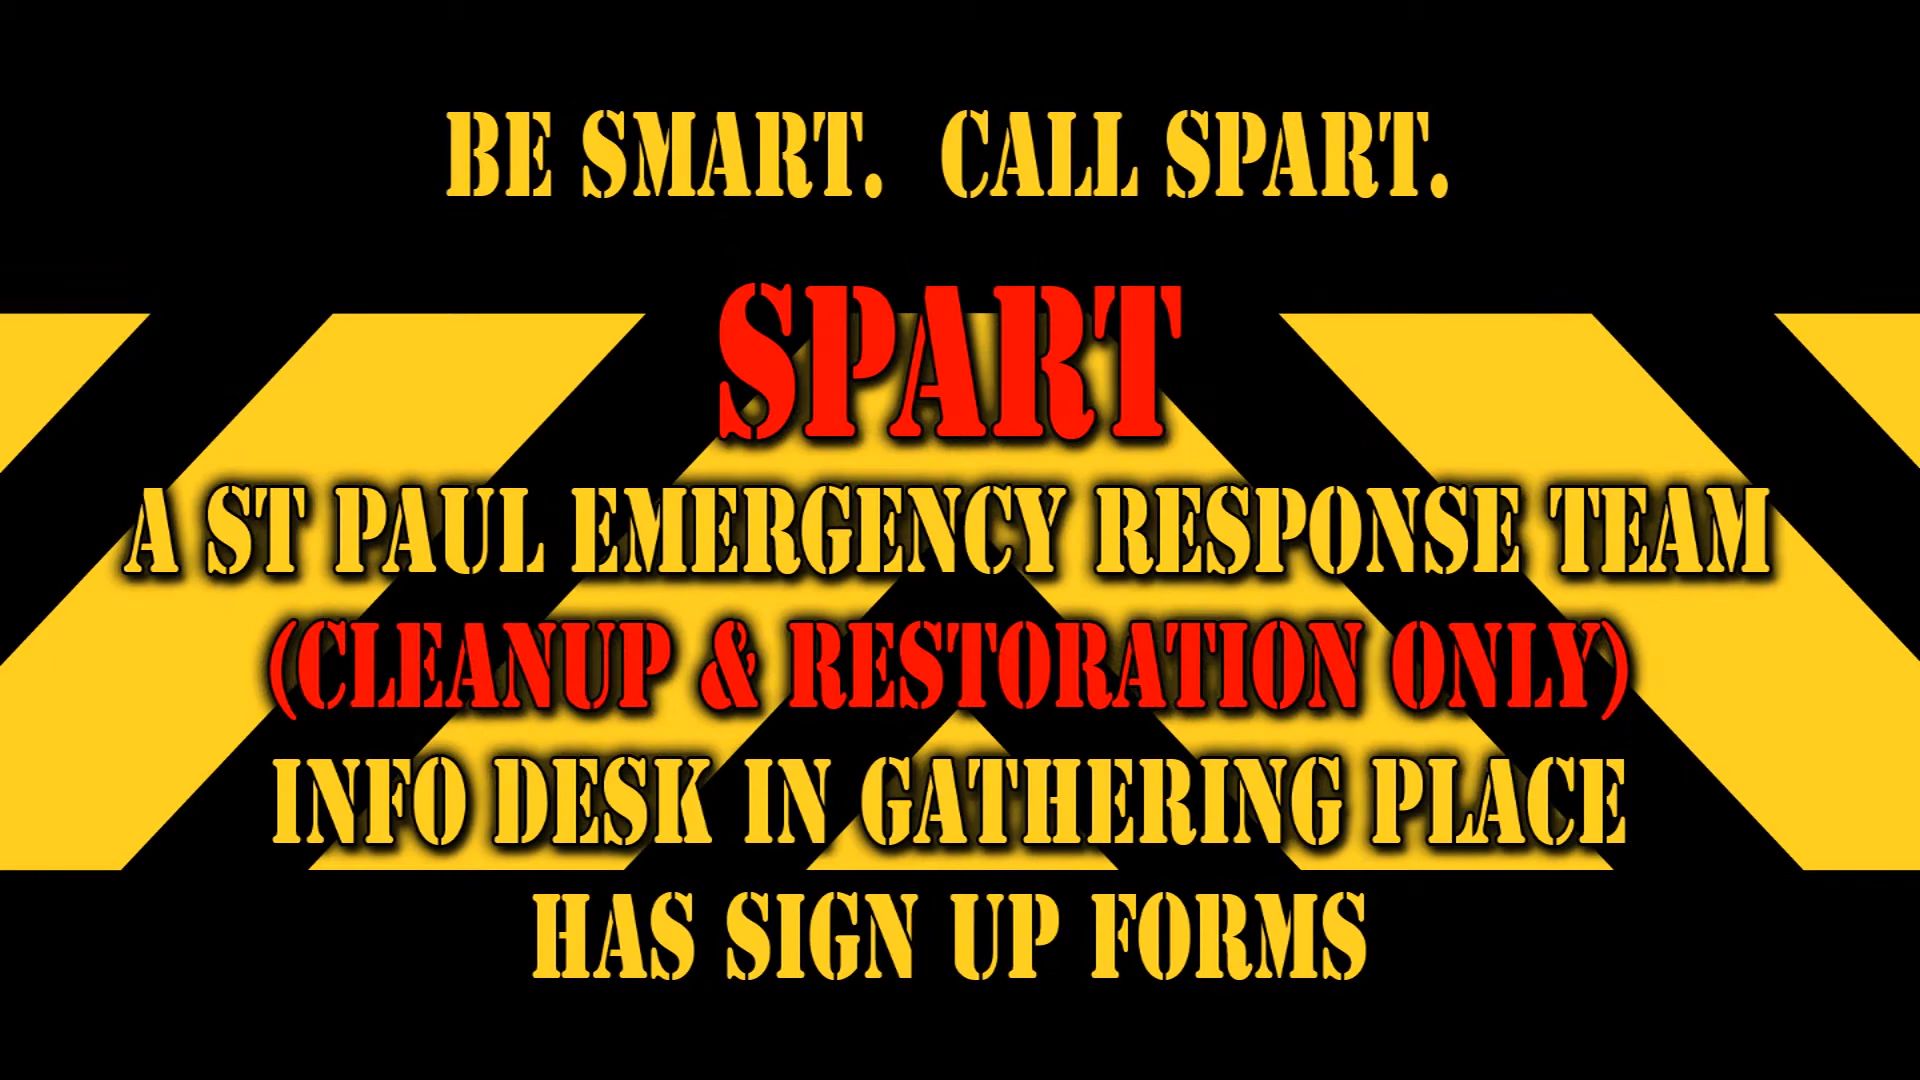 BE SMART.  CALL SPART.
SPART
A ST PAUL EMERGENCY RESPONSE TEAM
(CLEANUP & RESTORATION ONLY)
INFO DESK IN GATHERING PLACE
HAS SIGN UP FORMS